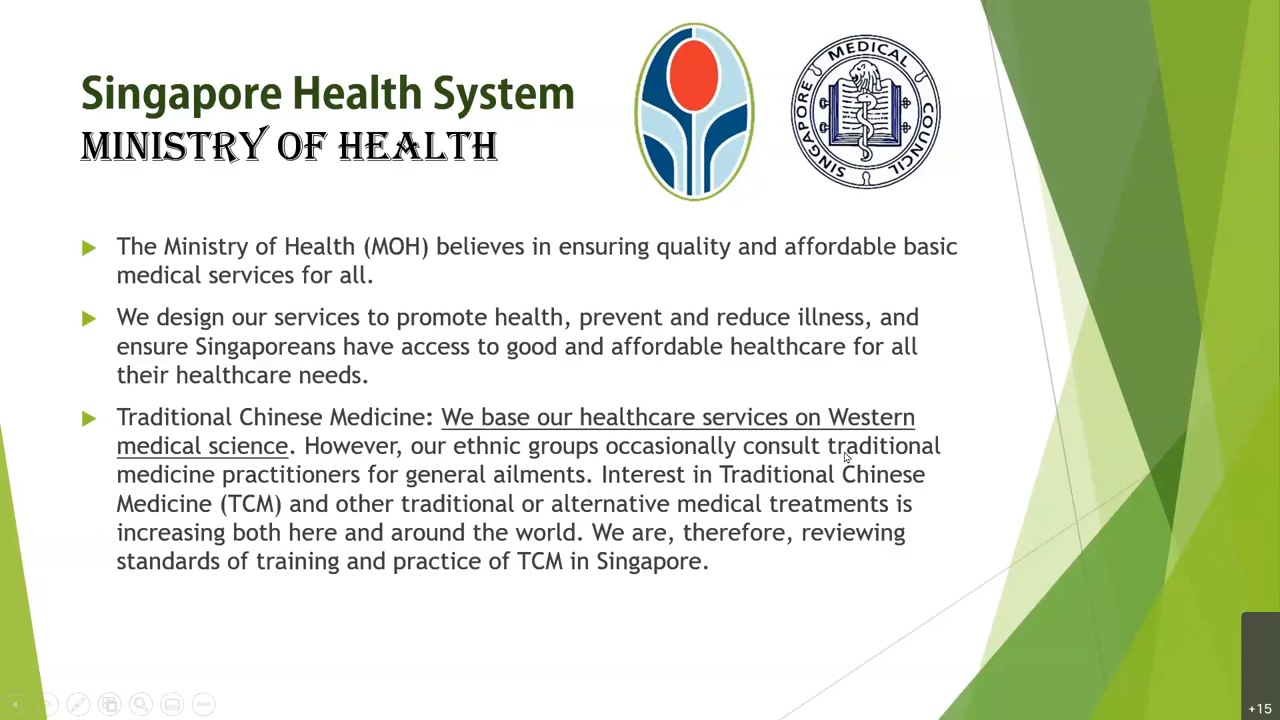 Singapore Health System
MINISTRY OF HEALTH
SINGAPORE MEDICAL COUNCIL
The Ministry of Health (MOH) believes in ensuring quality and affordable basic
medical services for all.
We design our services to promote health, prevent and reduce illness, and
ensure Singaporeans have access to good and affordable healthcare for all
their healthcare needs.
Traditional Chinese Medicine: We base our healthcare services on Western
medical science. However, our ethnic groups occasionally consult traditional
medicine practitioners for general ailments. Interest in Traditional Chinese
Medicine (TCM) and other traditional or alternative medical treatments is
increasing both here and around the world. We are, therefore, reviewing
standards of training and practice of TCM in Singapore.
+15